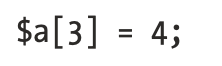 $a[3] = 4;